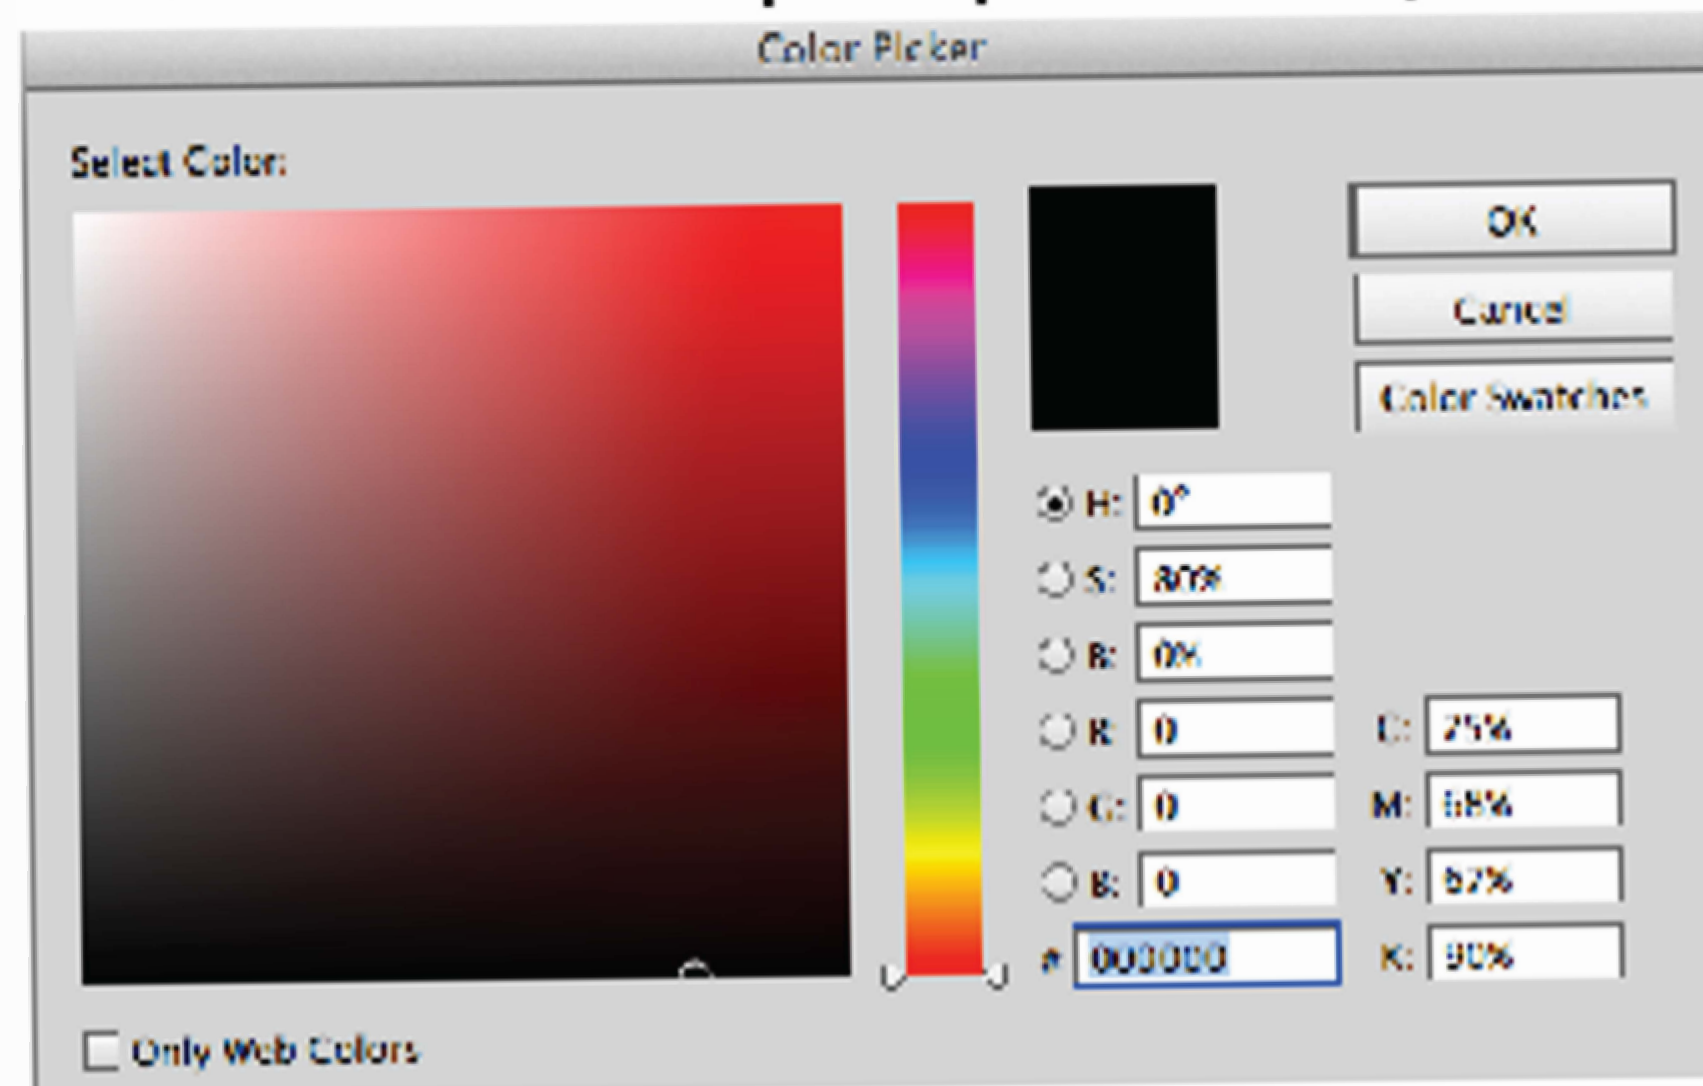 Color Picker
Select Color:
OK
Cancel
Color Swatches
H: 0°
S: 80%
B: 0%
R: 0
G: 0
B: 0
# 000000
C: 75%
M: 68%
Y: 67%
K: 90%
Only Web Colors